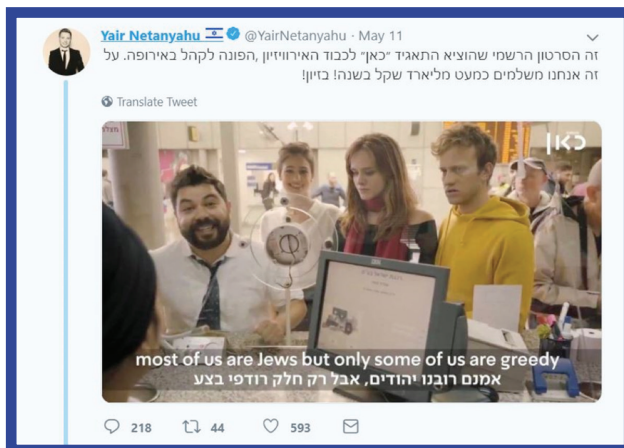 Yair Netanyahu @YairNetanyahu · May 11
זה הסרטון הרשמי שהוציא התאגיד ״כאן״ לכבוד האירוויזיון ,הפונה לקהל באירופה. על
זה אנחנו משלמים כמעט מליארד שקל בשנה! בזיון!
Translate Tweet
כאן
most of us are Jews but only some of us are greedy
אמנם רובנו יהודים, אבל רק חלק רודפי בצע
218 44 593